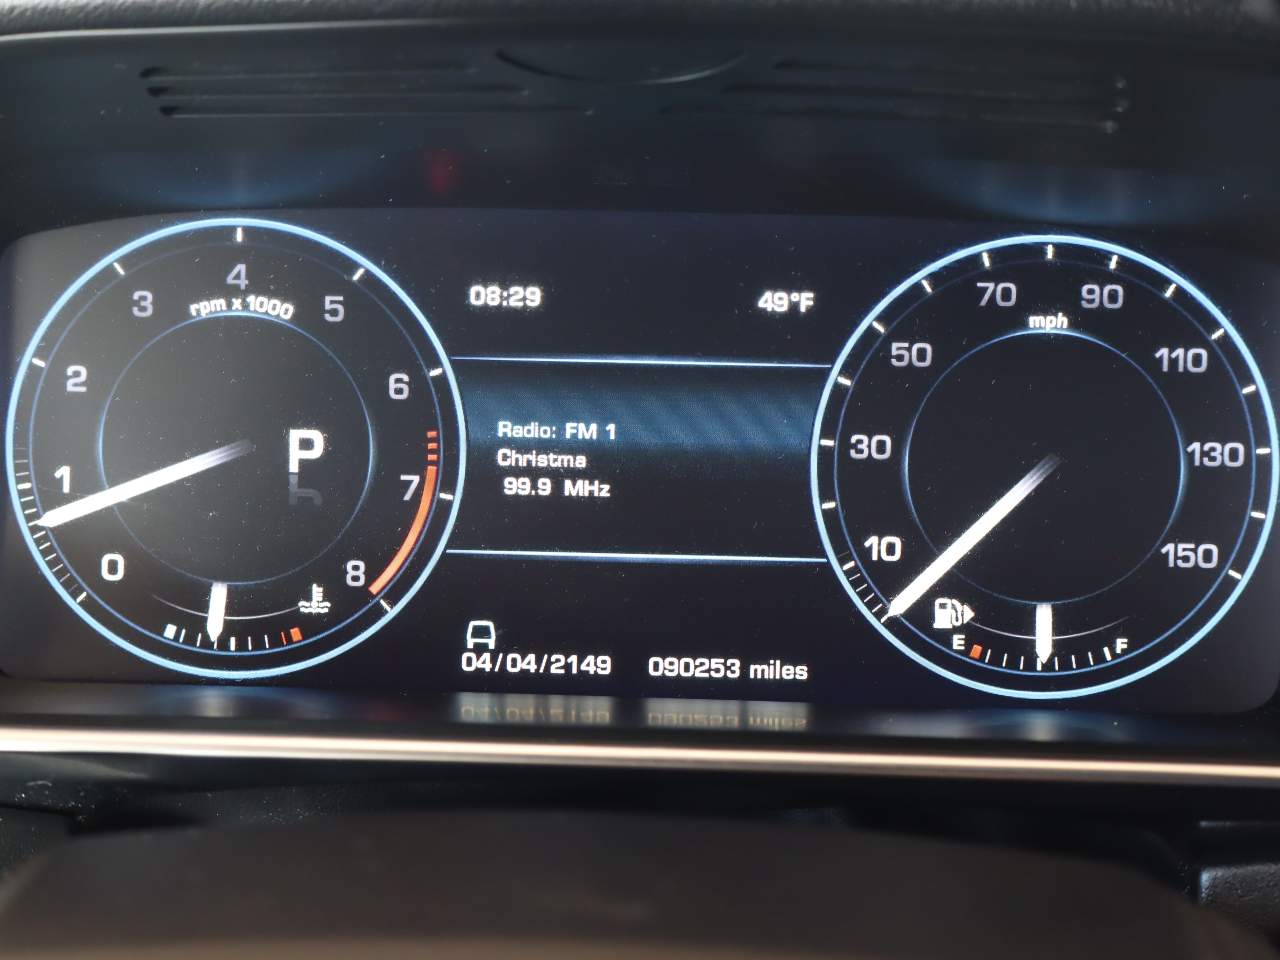 4
3
5
rpm x 1000
2
6
P
1
7
0
8
08:29
49°F
Radio: FM 1
Christma
99.9 MHz
04/04/2149
090253 miles
70
90
mph
50
110
30
130
10
150
E
F